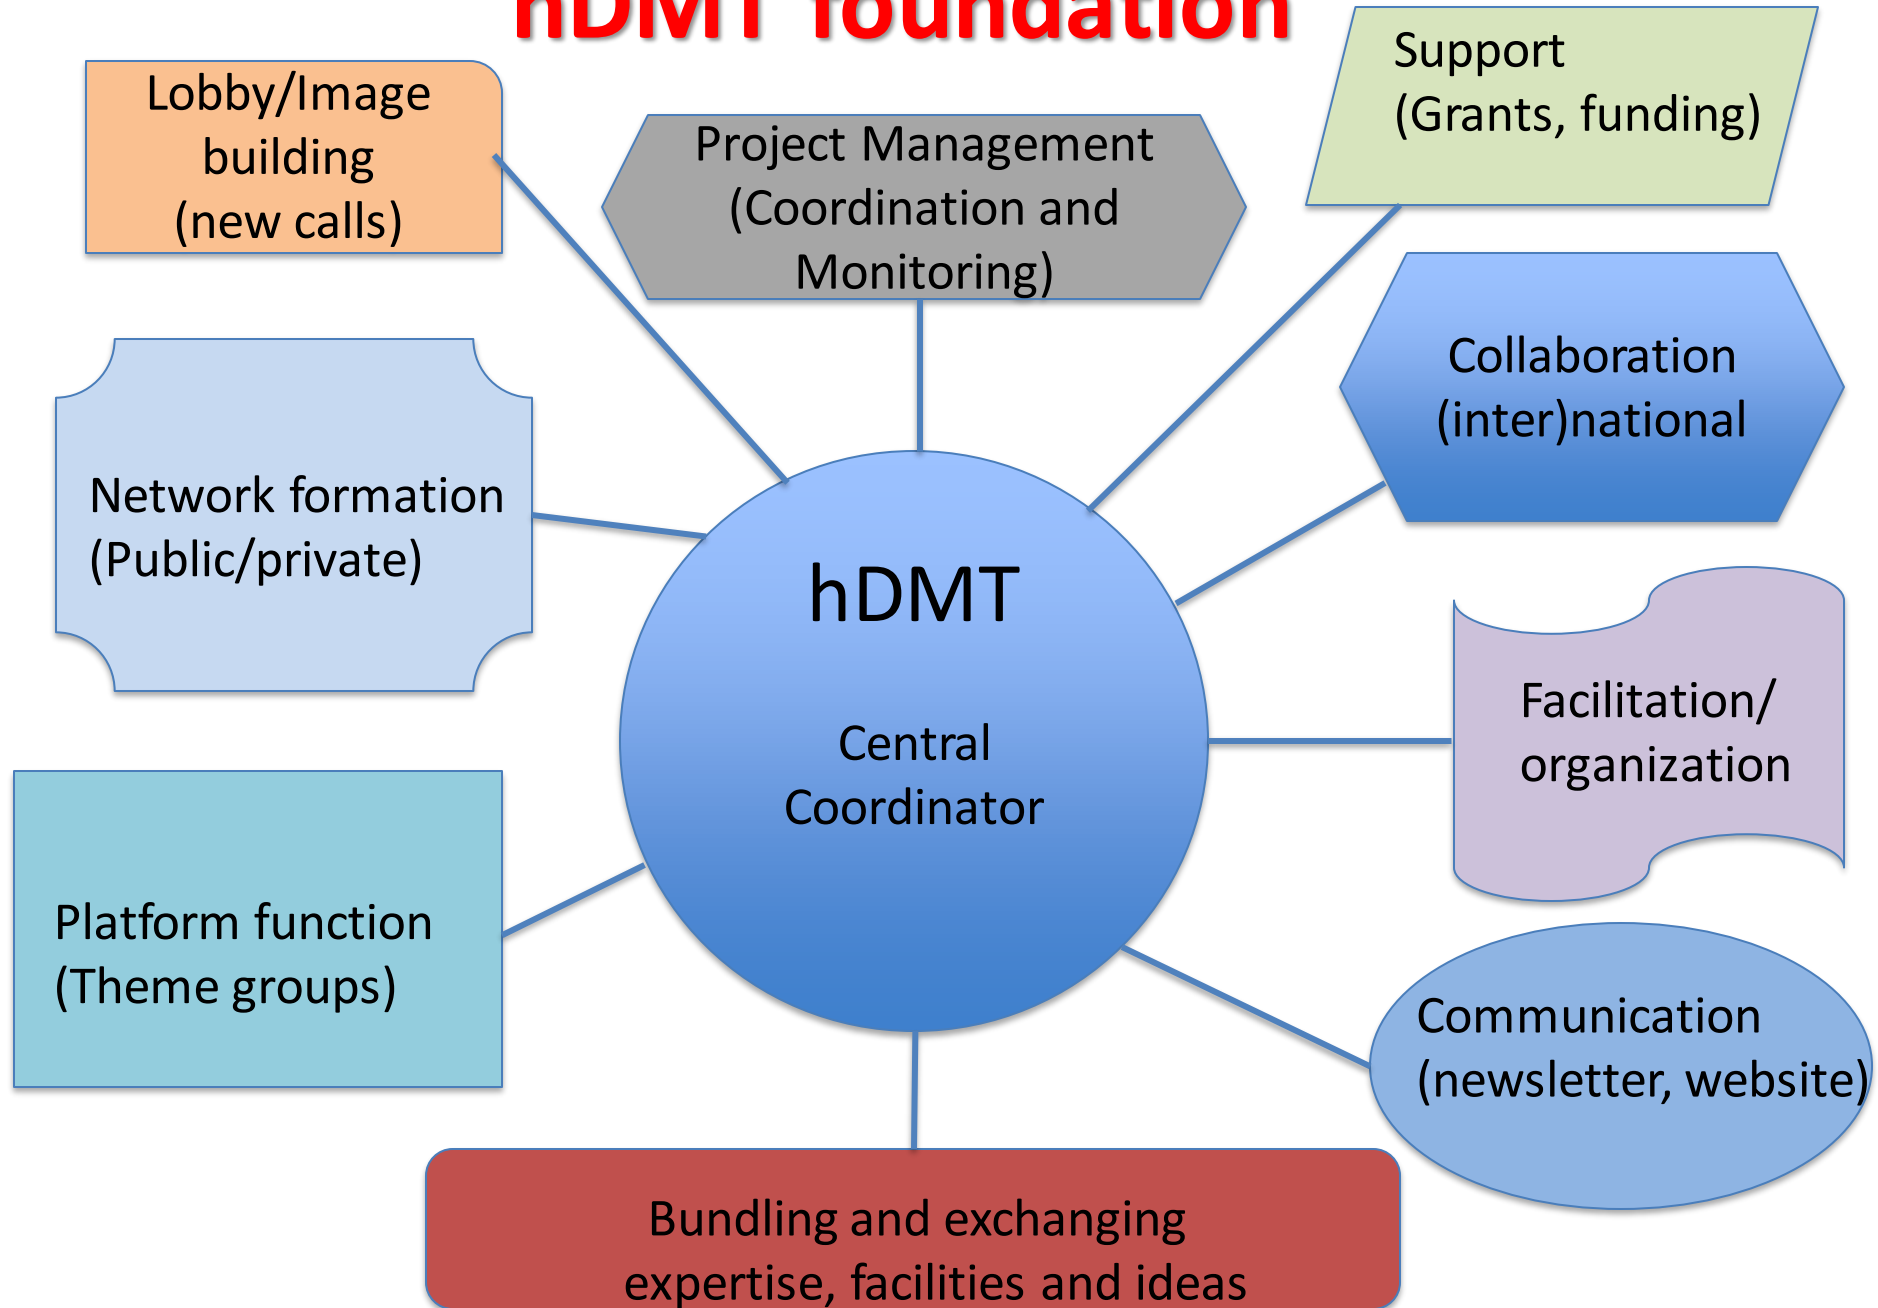 hDMT foundation
Lobby/Image
building
(new calls)
Project Management
(Coordination and
Monitoring)
Support
(Grants, funding)
Collaboration
(inter)national
Network formation
(Public/private)
hDMT
Central
Coordinator
Facilitation/
organization
Platform function
(Theme groups)
Communication
(newsletter, website)
Bundling and exchanging
expertise, facilities and ideas